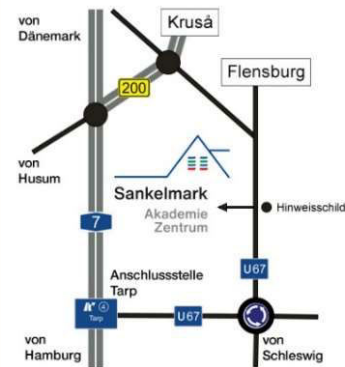 von
Dänemark
Kruså
200
Flensburg
von
Husum
Sankelmark
Akademie
Zentrum
Hinweisschild
7
U67
Anschlussstelle
Tarp
4
Tarp
U67
von
Hamburg
von
Schleswig